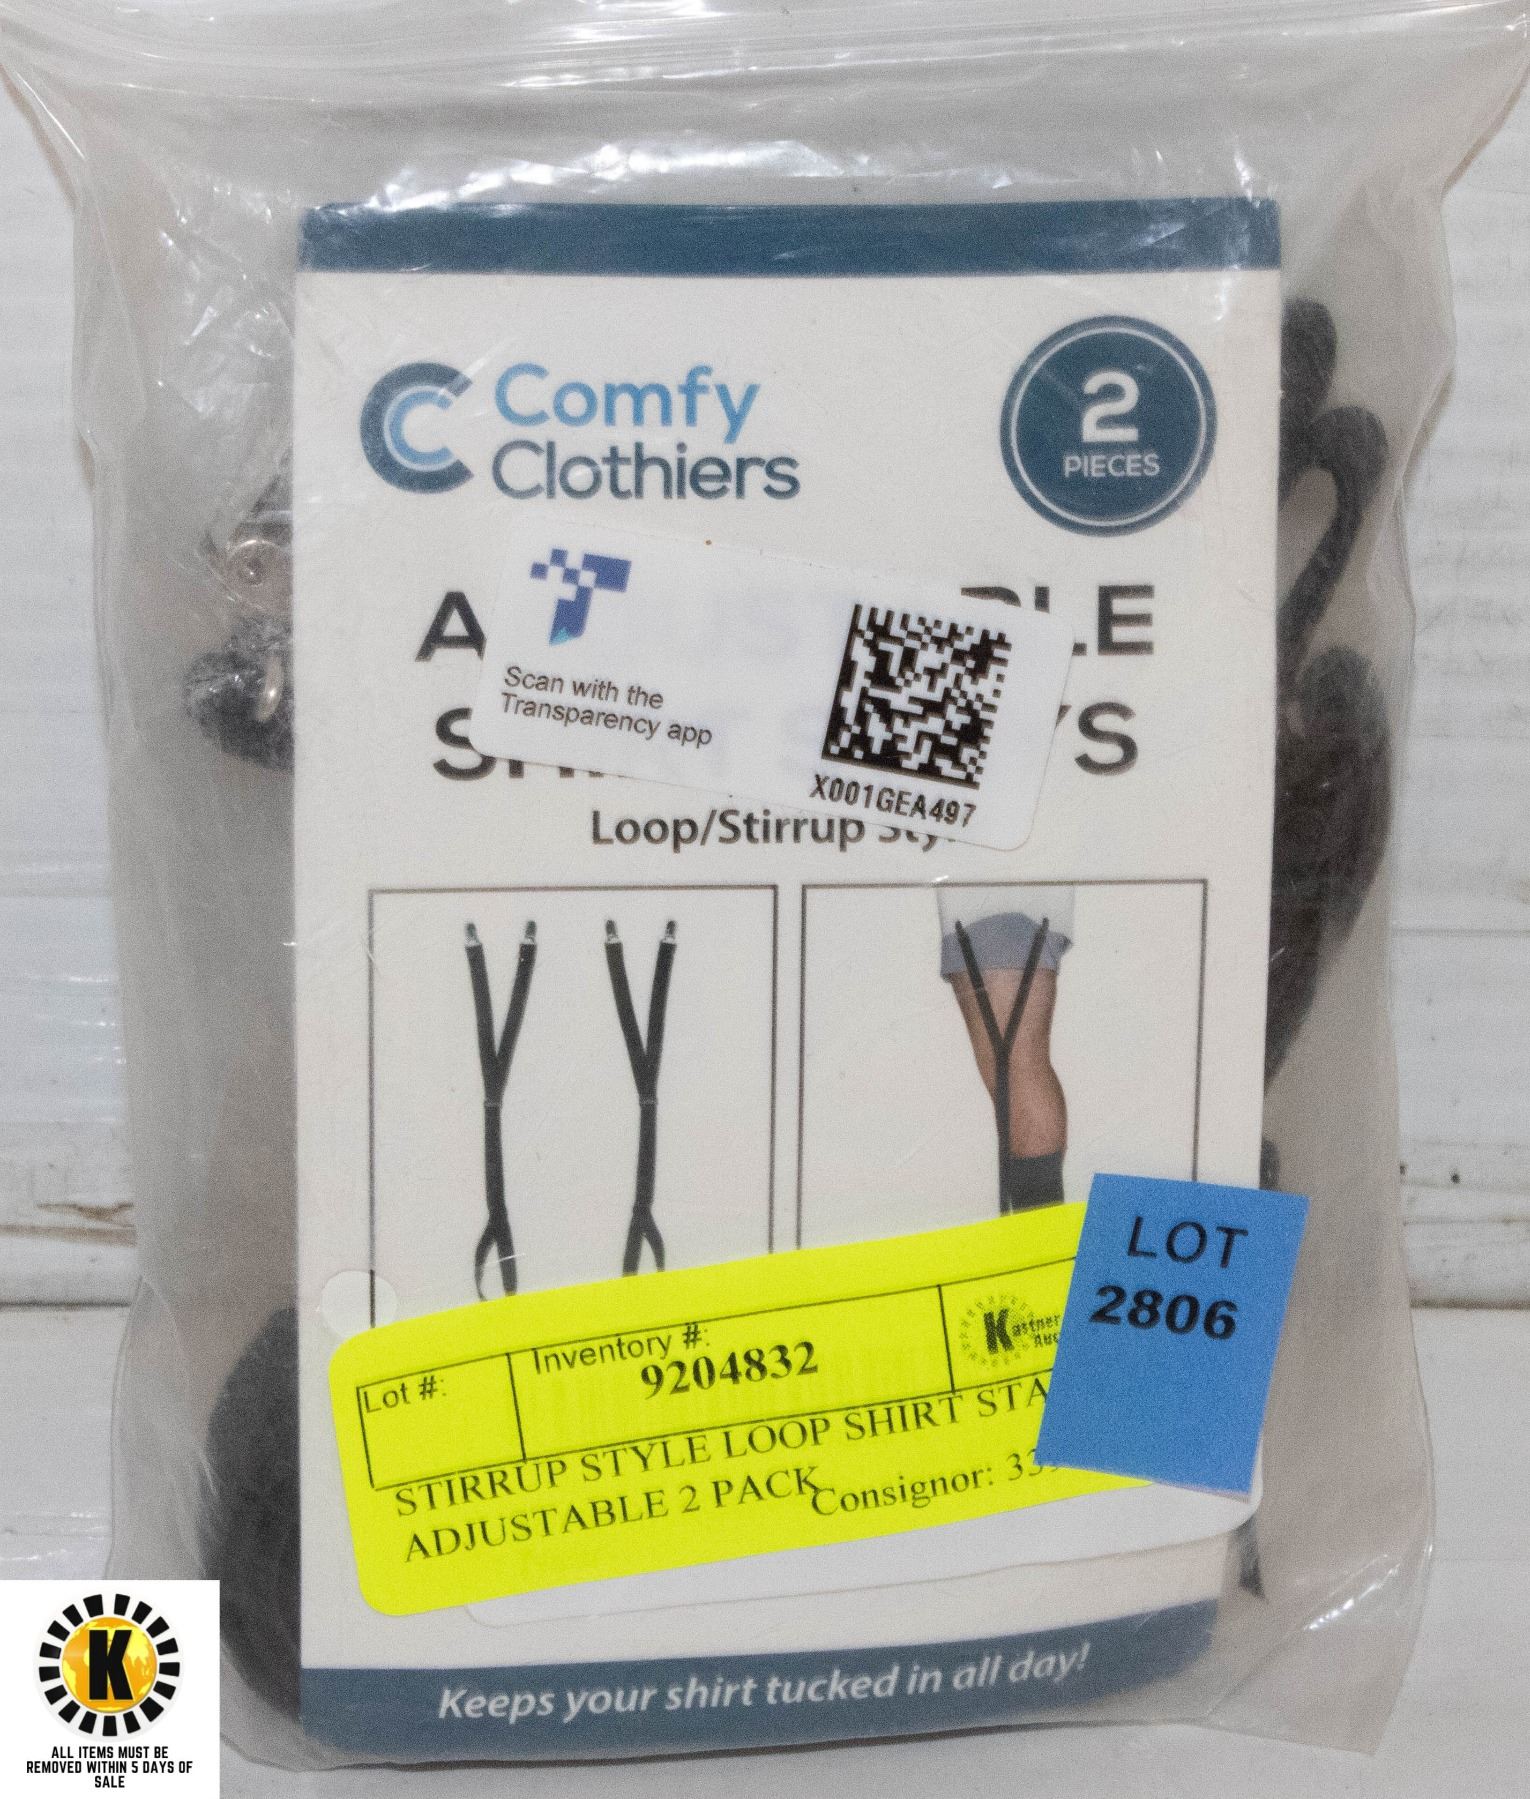 Comfy
Clothiers
2
PIECES
Scan with the
Transparency app
X001GEA497
Loop/Stirrup
LOT
2806
Lot #:
Inventory #:
9204832
STIRRUP STYLE LOOP SHIRT STA
ADJUSTABLE 2 PACK
Consignor: 33
Keeps your shirt tucked in all day!
K
ALL ITEMS MUST BE
REMOVED WITHIN 5 DAYS OF
SALE